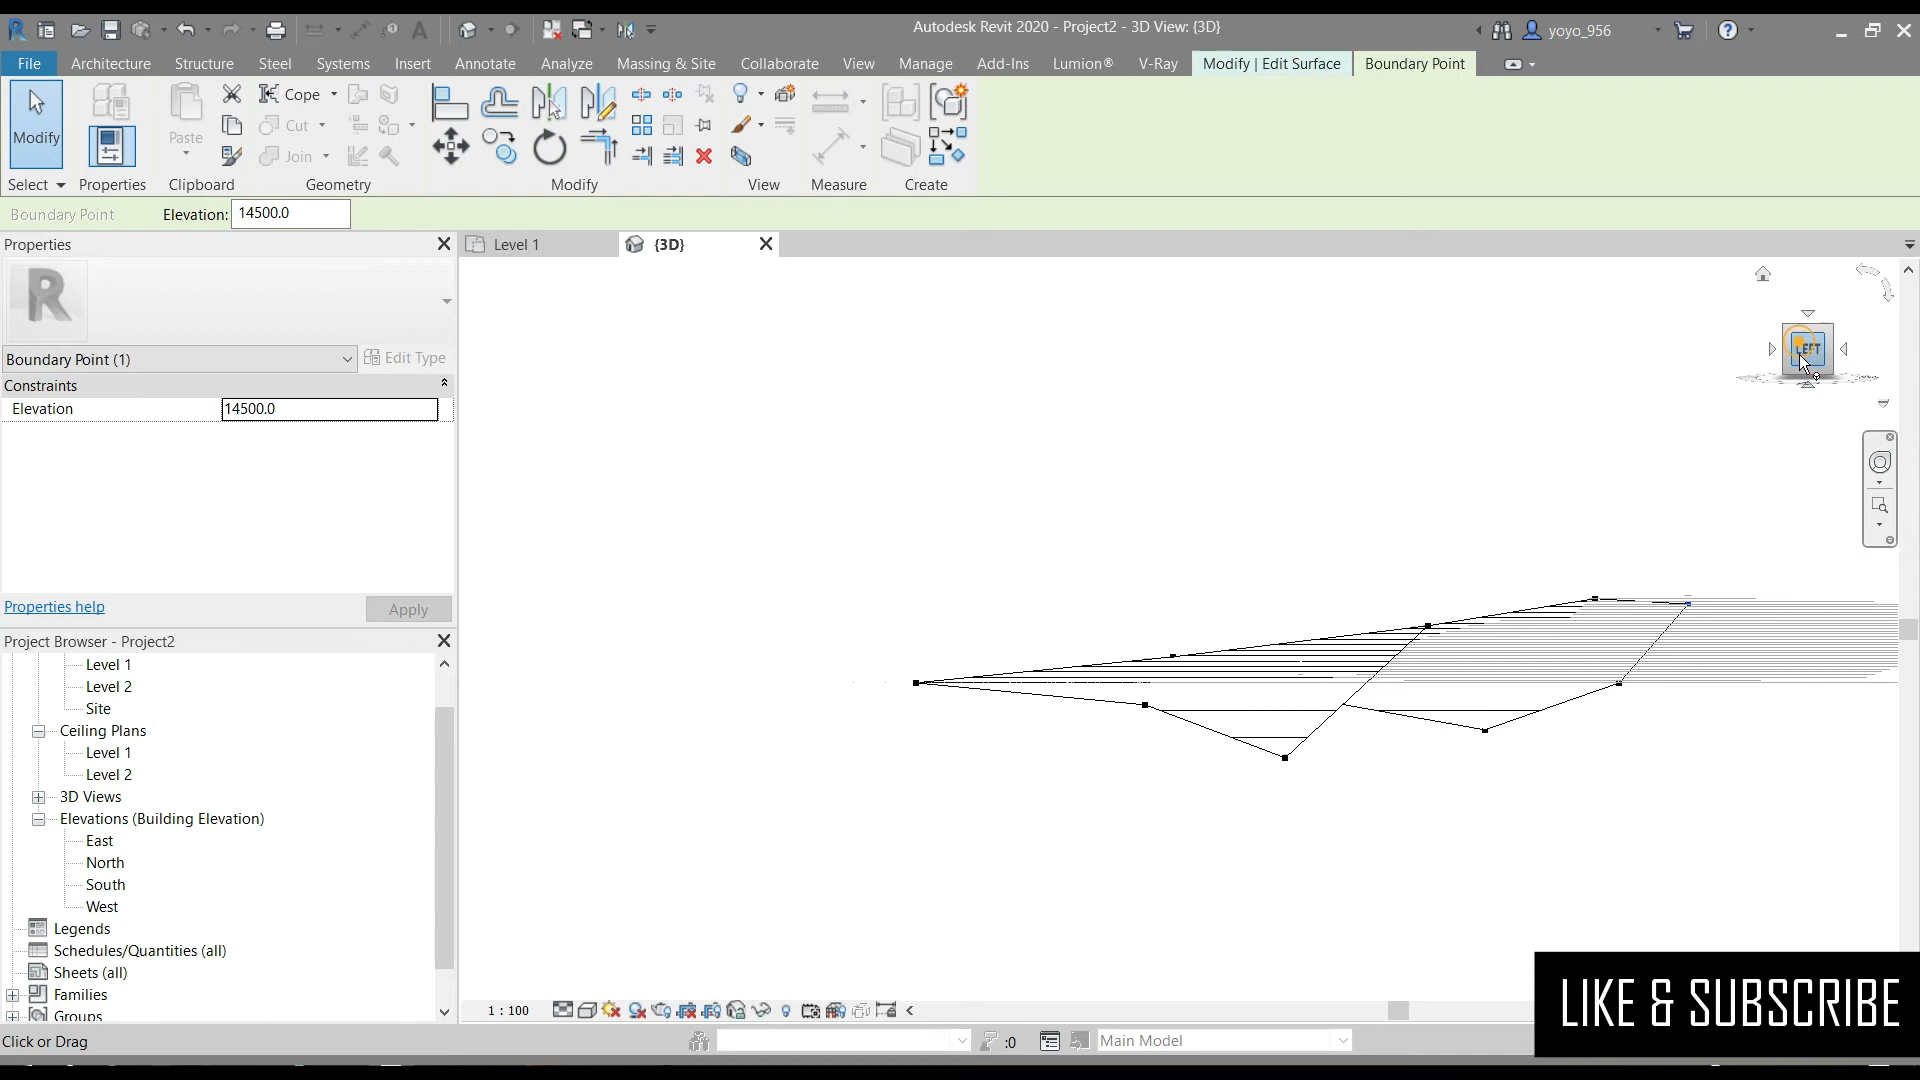 Autodesk Revit 2020 - Project2 - 3D View: {3D}
yoyo_956
File
Architecture
Structure
Steel
Systems
Insert
Annotate
Analyze
Massing & Site
Collaborate
View
Manage
Add-Ins
Lumion®
V-Ray
Modify | Edit Surface
Boundary Point
Modify
Paste
Cope
Cut
Join
Select
Properties
Clipboard
Geometry
Modify
View
Measure
Create
Boundary Point
Elevation:
14500.0
Properties
Level 1
{3D}
R
Boundary Point (1)
Edit Type
Constraints
Elevation
14500.0
LEFT
Properties help
Apply
Project Browser - Project2
Level 1
Level 2
Site
Ceiling Plans
Level 1
Level 2
3D Views
Elevations (Building Elevation)
East
North
South
West
Legends
Schedules/Quantities (all)
Sheets (all)
Families
Groups
1 : 100
LIKE & SUBSCRIBE
Click or Drag
:0
Main Model